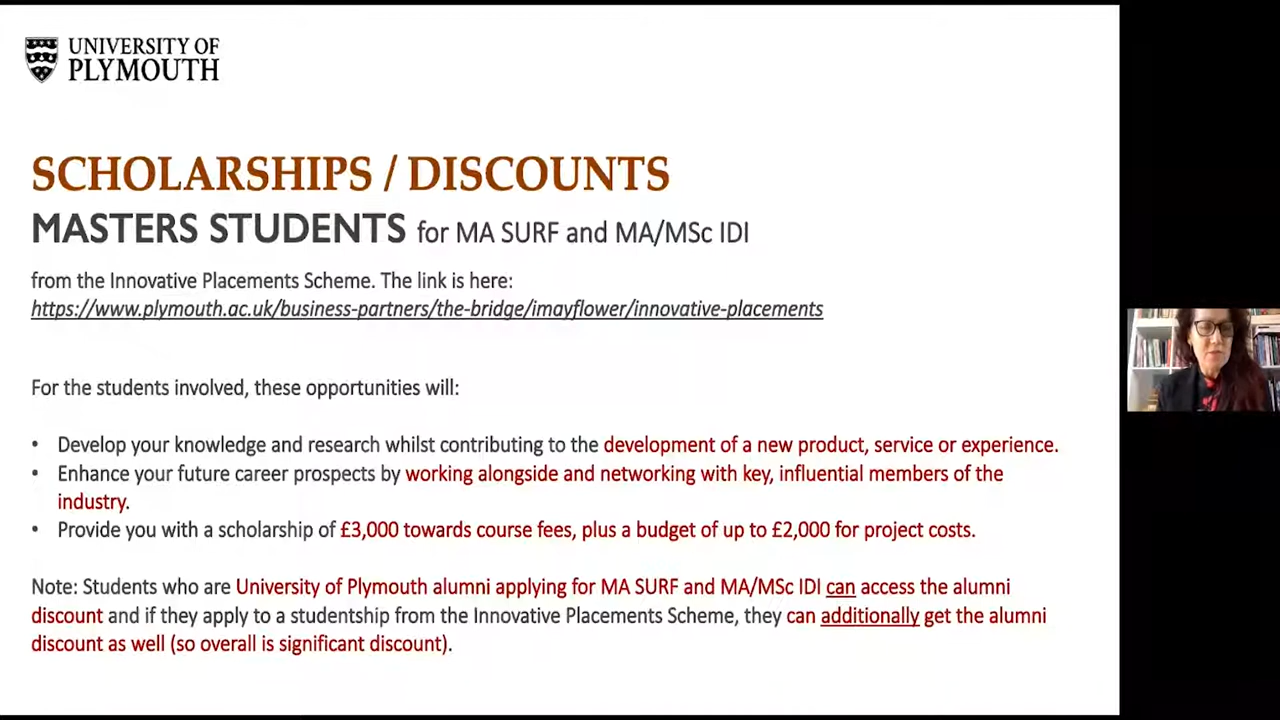 UNIVERSITY OF
PLYMOUTH
SCHOLARSHIPS / DISCOUNTS
MASTERS STUDENTS for MA SURF and MA/MSc IDI
from the Innovative Placements Scheme. The link is here:
https://www.plymouth.ac.uk/business-partners/the-bridge/imayflower/innovative-placements
For the students involved, these opportunities will:
• Develop your knowledge and research whilst contributing to the development of a new product, service or experience.
• Enhance your future career prospects by working alongside and networking with key, influential members of the
industry.
• Provide you with a scholarship of £3,000 towards course fees, plus a budget of up to £2,000 for project costs.
Note: Students who are University of Plymouth alumni applying for MA SURF and MA/MSc IDI can access the alumni
discount and if they apply to a studentship from the Innovative Placements Scheme, they can additionally get the alumni
discount as well (so overall is significant discount).